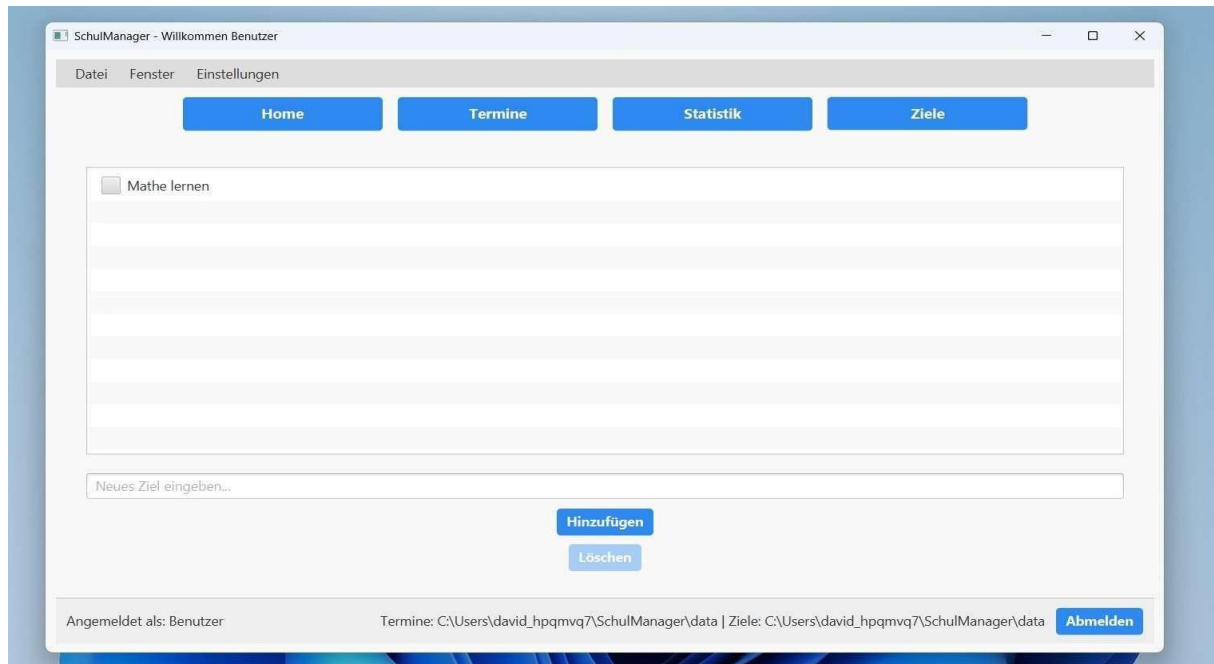 SchulManager - Willkommen Benutzer
Datei Fenster Einstellungen
Home Termine Statistik Ziele
Mathe lernen
Neues Ziel eingeben...
Hinzufügen
Löschen
Angemeldet als: Benutzer Termine: C:\Users\david_hpqmvq7\SchulManager\data | Ziele: C:\Users\david_hpqmvq7\SchulManager\data Abmelden